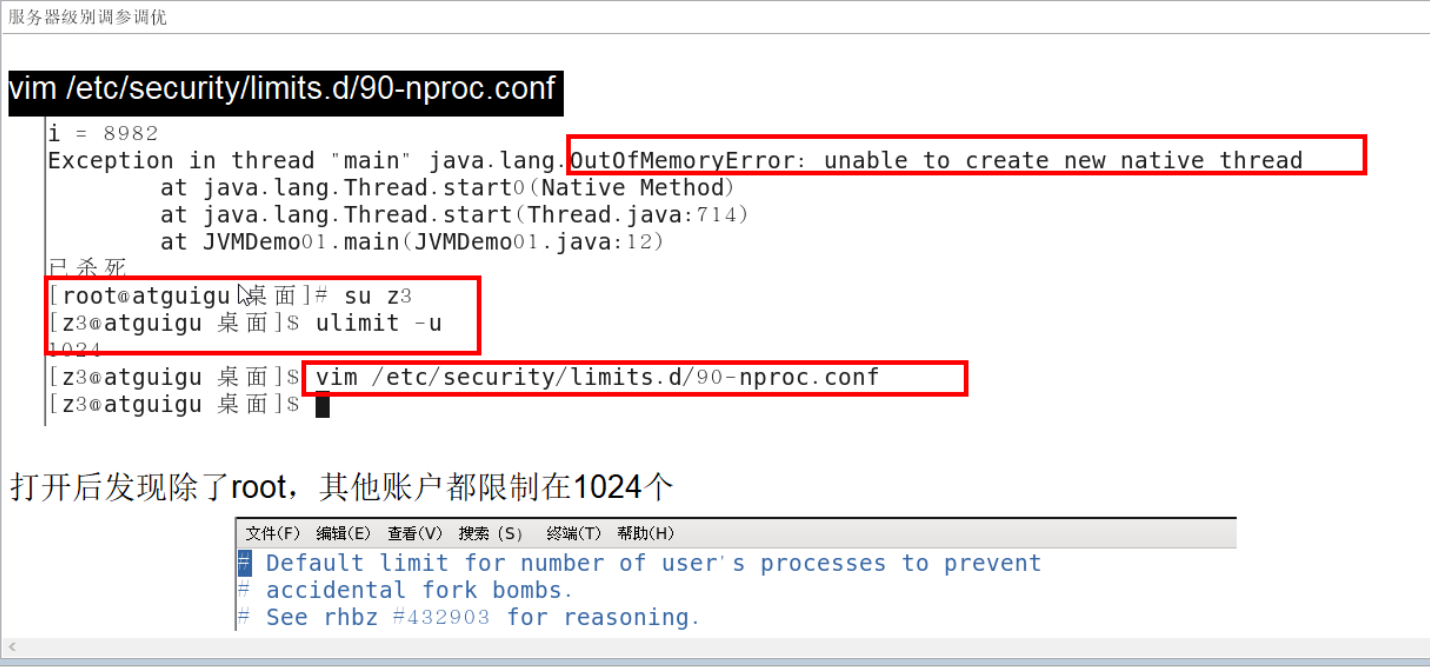 服务器级别调参调优
vim /etc/security/limits.d/90-nproc.conf
i = 8982
Exception in thread "main" java.lang.OutOfMemoryError: unable to create new native thread
at java.lang.Thread.start0(Native Method)
at java.lang.Thread.start(Thread.java:714)
at JVMDemo01.main(JVMDemo01.java:12)
已杀死
[root@atguigu 桌面]# su z3
[z3@atguigu 桌面]$ ulimit -u
1024
[z3@atguigu 桌面]$ vim /etc/security/limits.d/90-nproc.conf
[z3@atguigu 桌面]$
打开后发现除了root，其他账户都限制在1024个
文件(F) 编辑(E) 查看(V) 搜索 (S) 终端(T) 帮助(H)
# Default limit for number of user's processes to prevent
# accidental fork bombs.
# See rhbz #432903 for reasoning.